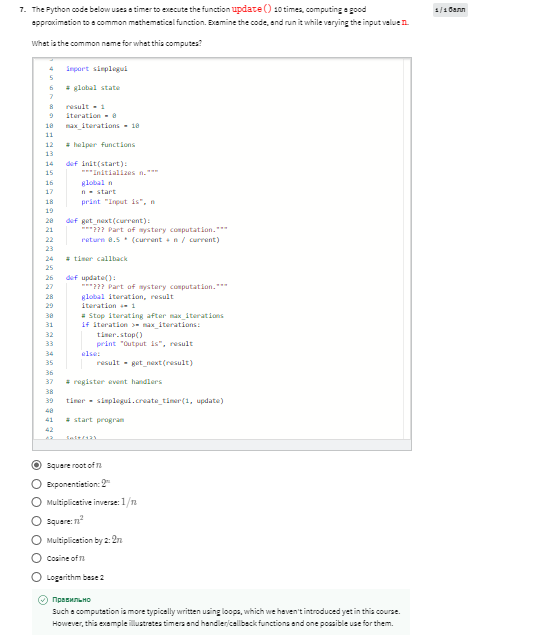 7. The Python code below uses a timer to execute the function update() 10 times, computing a good
1 / 1 балл
approximation to a common mathematical function. Examine the code, and run it while varying the input value n.
What is the common name for what this computes?
4 import simplegui
5
6 # global state
7
8 result = 1
9 iteration = 0
10 max_iterations = 10
11
12 # helper functions
13
14 def init(start):
15 """Initializes n."""
16 global n
17 n = start
18 print "Input is", n
19
20 def get_next(current):
21 """??? Part of mystery computation."""
22 return 0.5 * (current + n / current)
23
24 # timer callback
25
26 def update():
27 """??? Part of mystery computation."""
28 global iteration, result
29 iteration += 1
30 # Stop iterating after max_iterations
31 if iteration >= max_iterations:
32 timer.stop()
33 print "Output is", result
34 else:
35 result = get_next(result)
36
37 # register event handlers
38
39 timer = simplegui.create_timer(1, update)
40
41 # start program
42
Square root of n
Exponentiation: 2ⁿ
Multiplicative inverse: 1/n
Square: n²
Multiplication by 2: 2n
Cosine of n
Logarithm base 2
Правильно
Such a computation is more typically written using loops, which we haven't introduced yet in this course.
However, this example illustrates timers and handler/callback functions and one possible use for them.